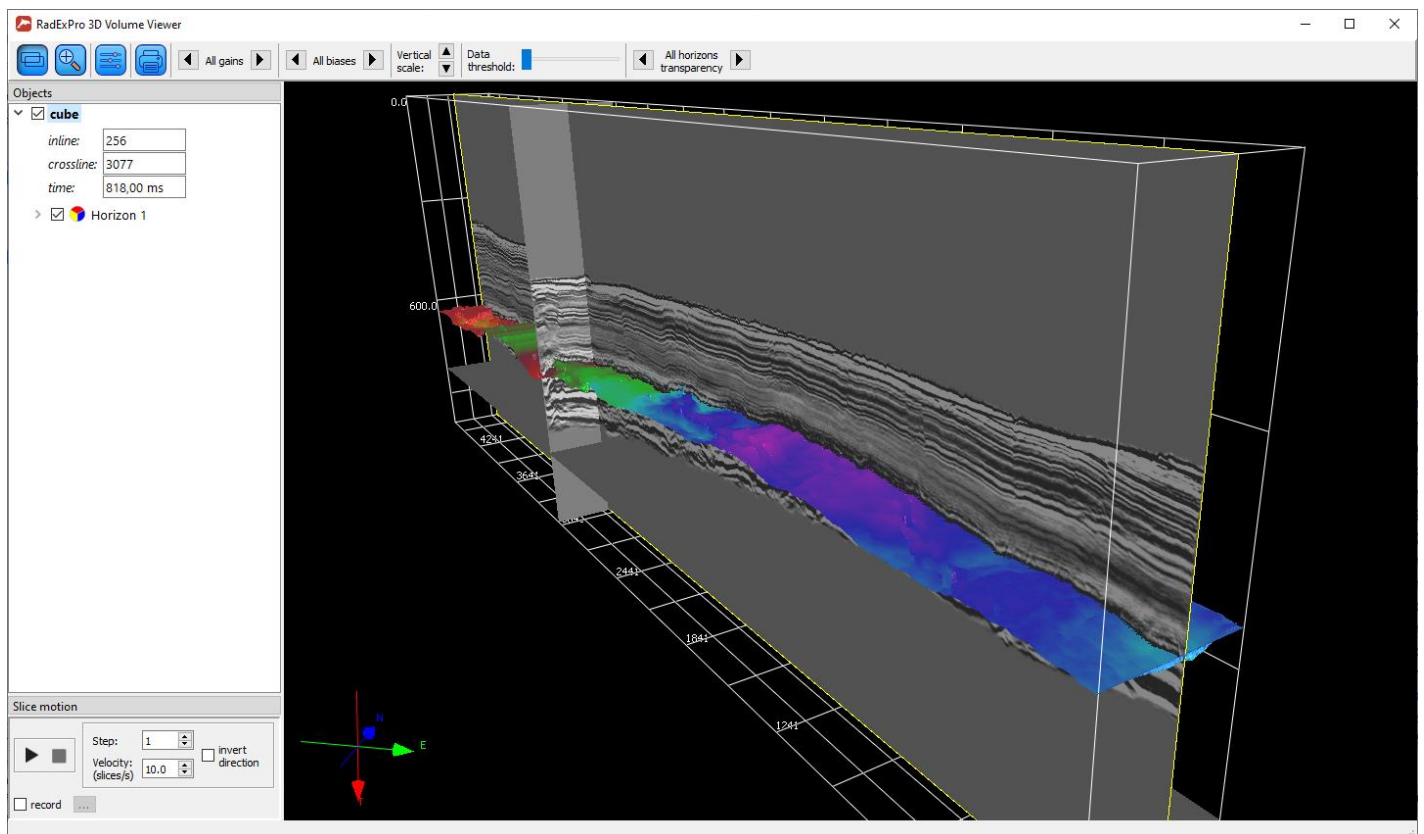 RadExPro 3D Volume Viewer
All gains
All biases
Vertical
scale:
Data
threshold:
All horizons
transparency
Objects
cube
inline: 256
crossline: 3077
time: 818,00 ms
Horizon 1
0.0
600.0
4241
3641
2441
1841
1241
N
E
Slice motion
Step: 1
Velocity:
(slices/s) 10.0
invert
direction
record ...